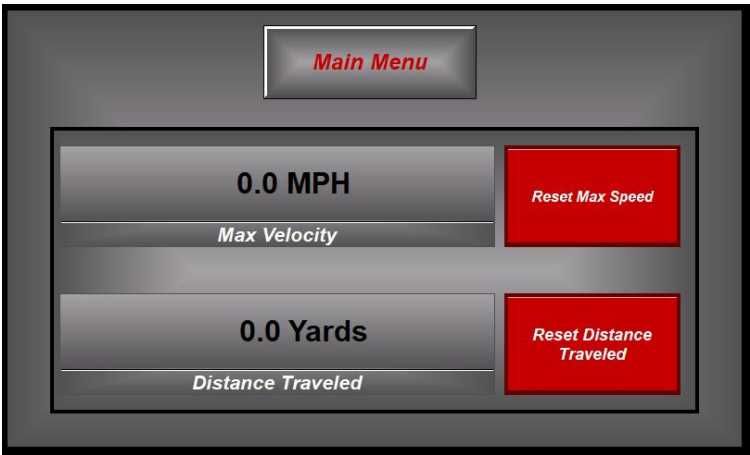 Main Menu
0.0 MPH
Reset Max Speed
Max Velocity
0.0 Yards
Reset Distance
Traveled
Distance Traveled